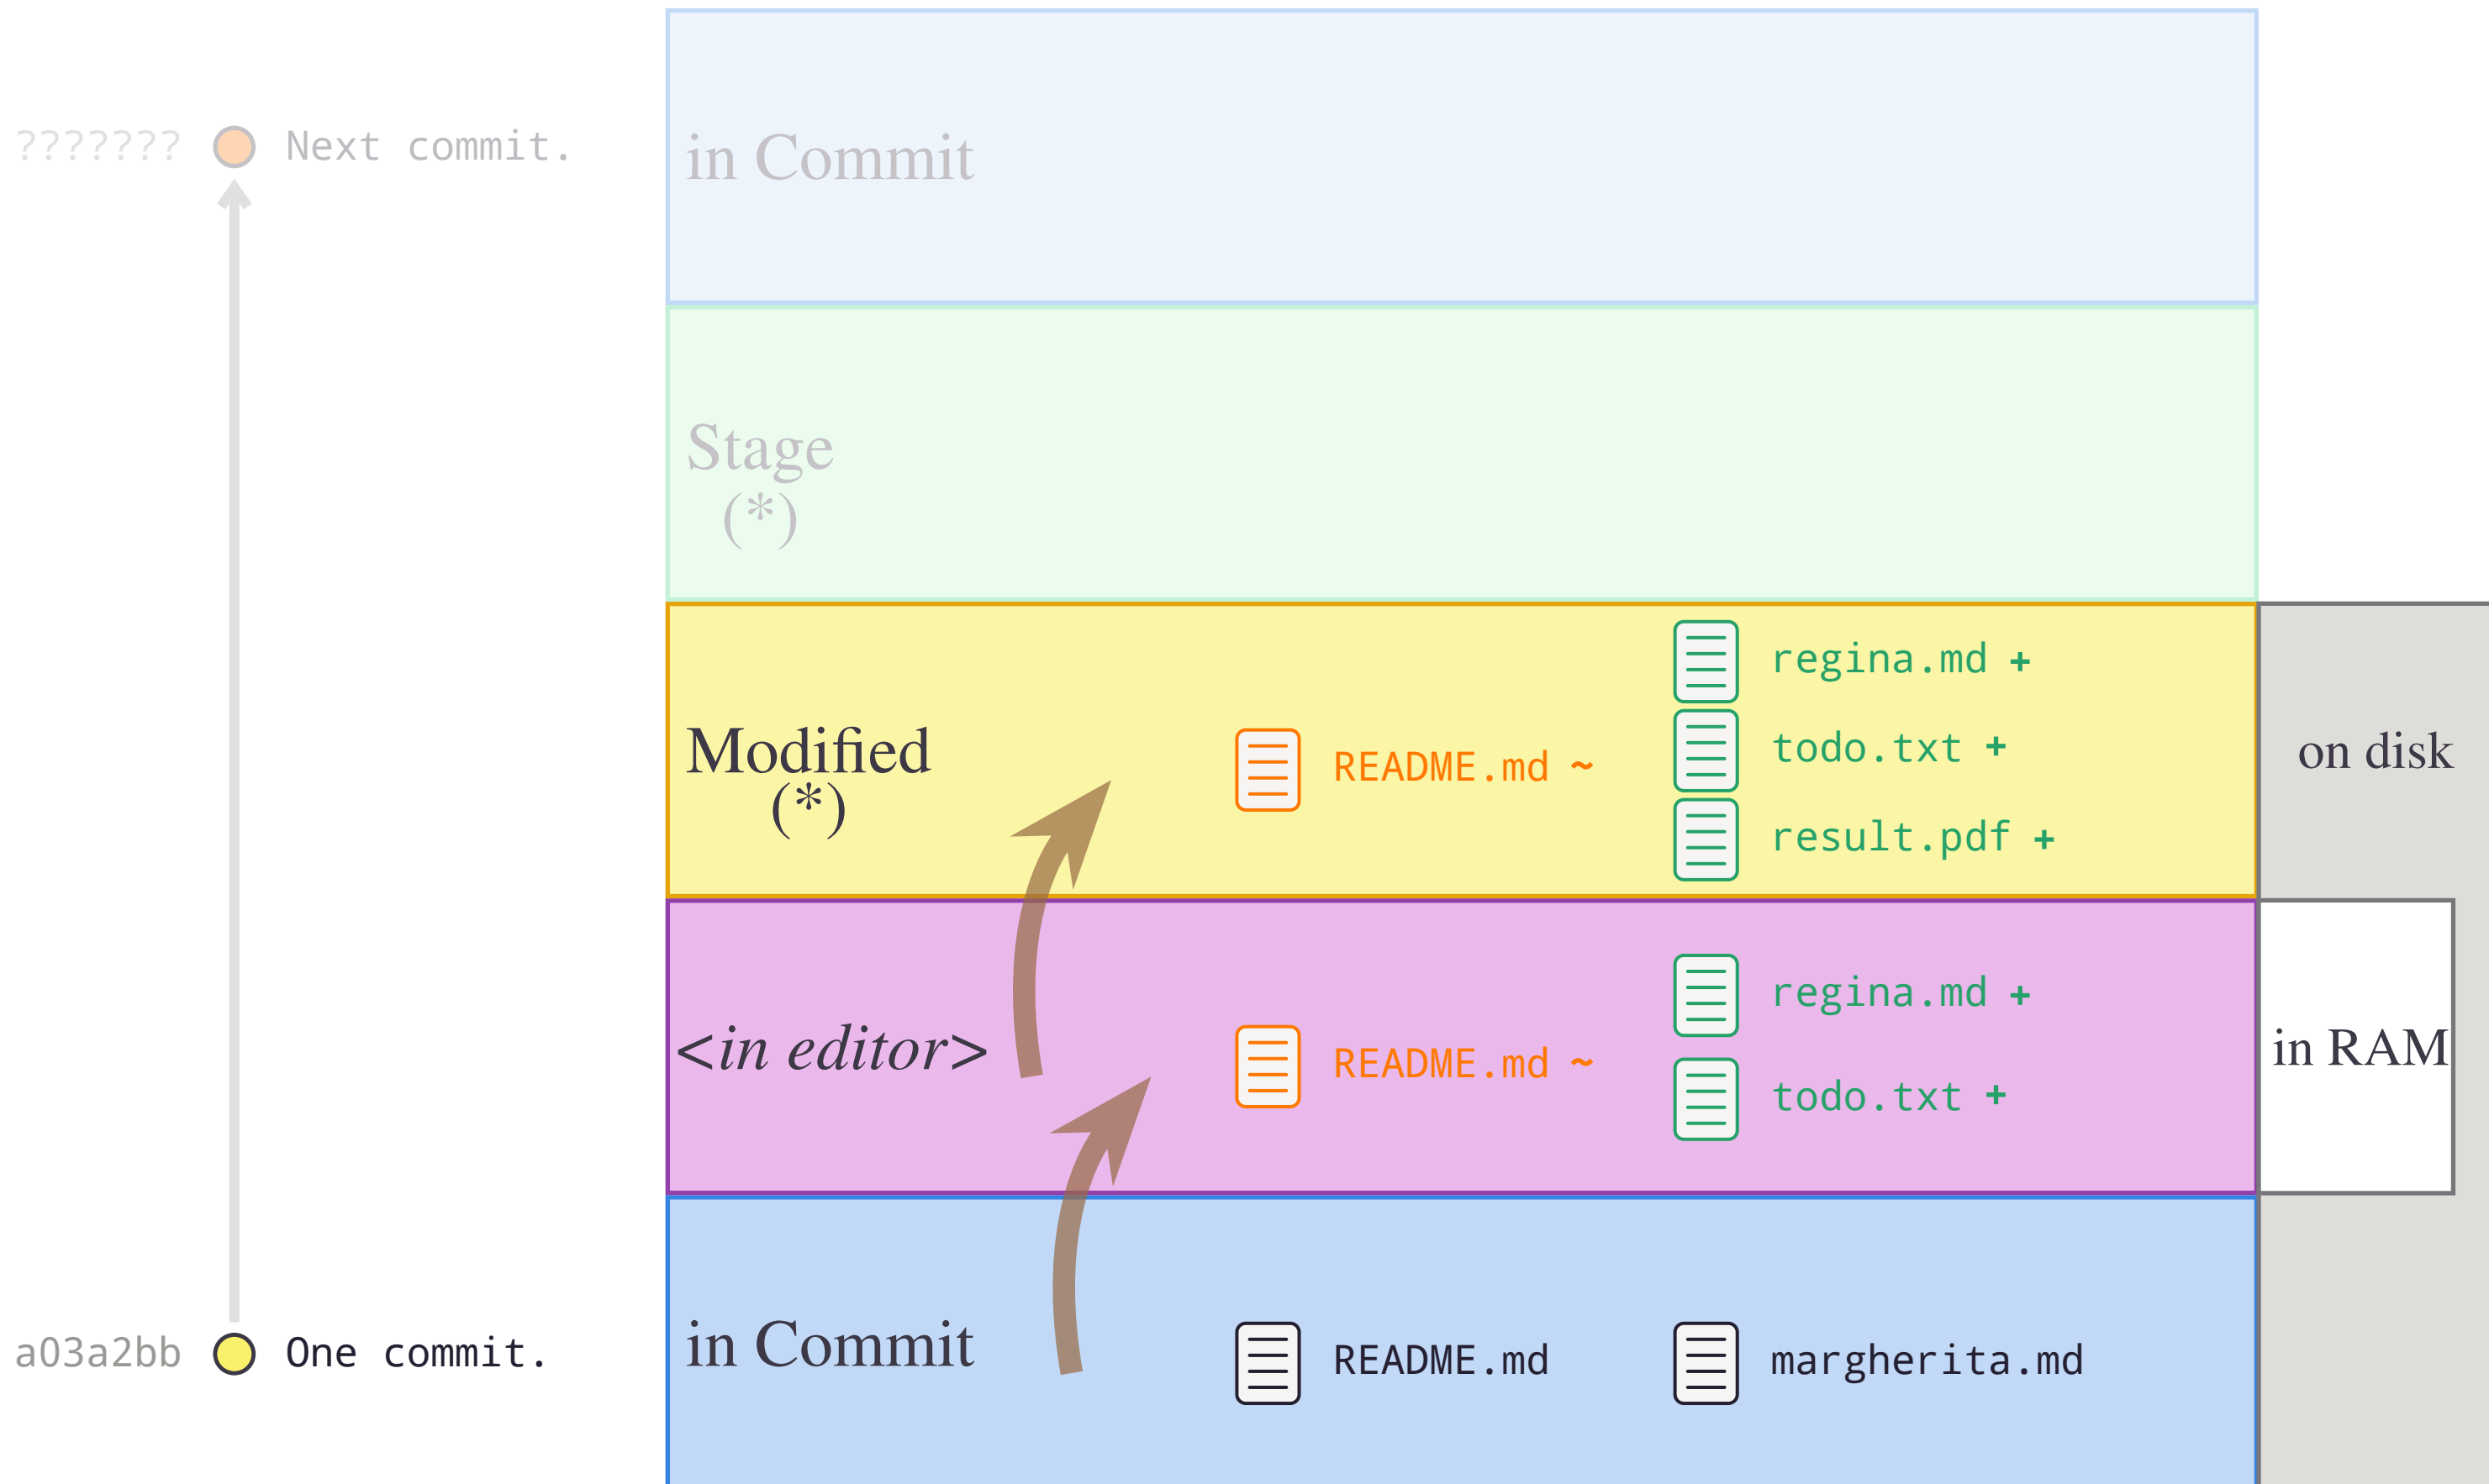 ??????? Next commit.
in Commit
Stage
(*)
Modified
(*)
README.md ~
regina.md +
todo.txt +
result.pdf +
on disk
<in editor>
README.md ~
regina.md +
todo.txt +
in RAM
a03a2bb One commit.
in Commit
README.md
margherita.md